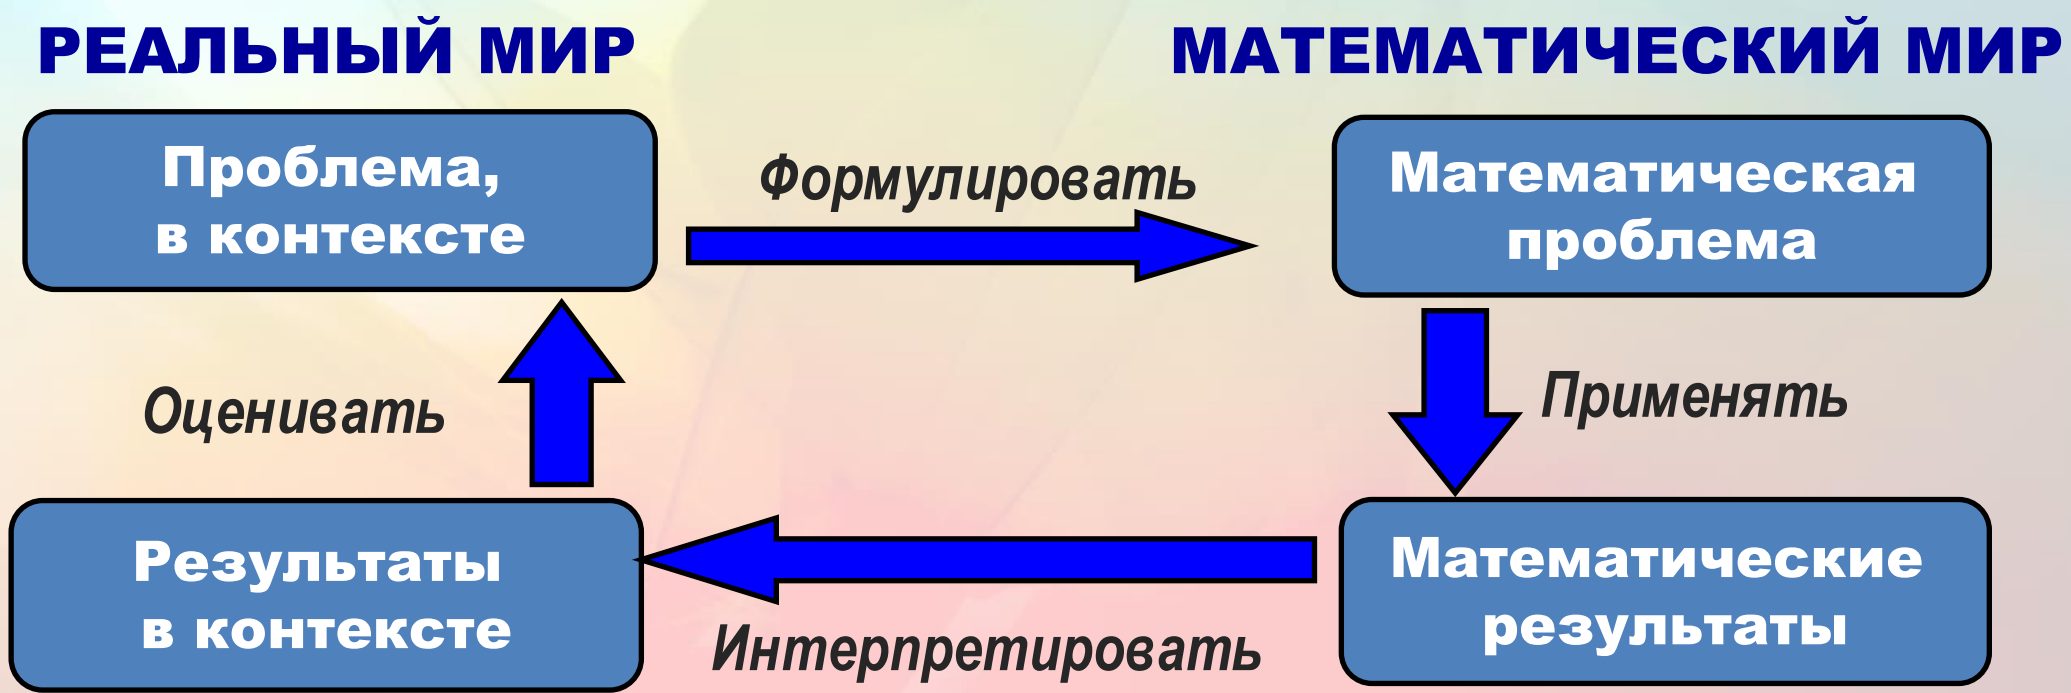 РЕАЛЬНЫЙ МИР
МАТЕМАТИЧЕСКИЙ МИР
Проблема,
в контексте
Формулировать
Математическая
проблема
Оценивать
Применять
Результаты
в контексте
Интерпретировать
Математические
результаты